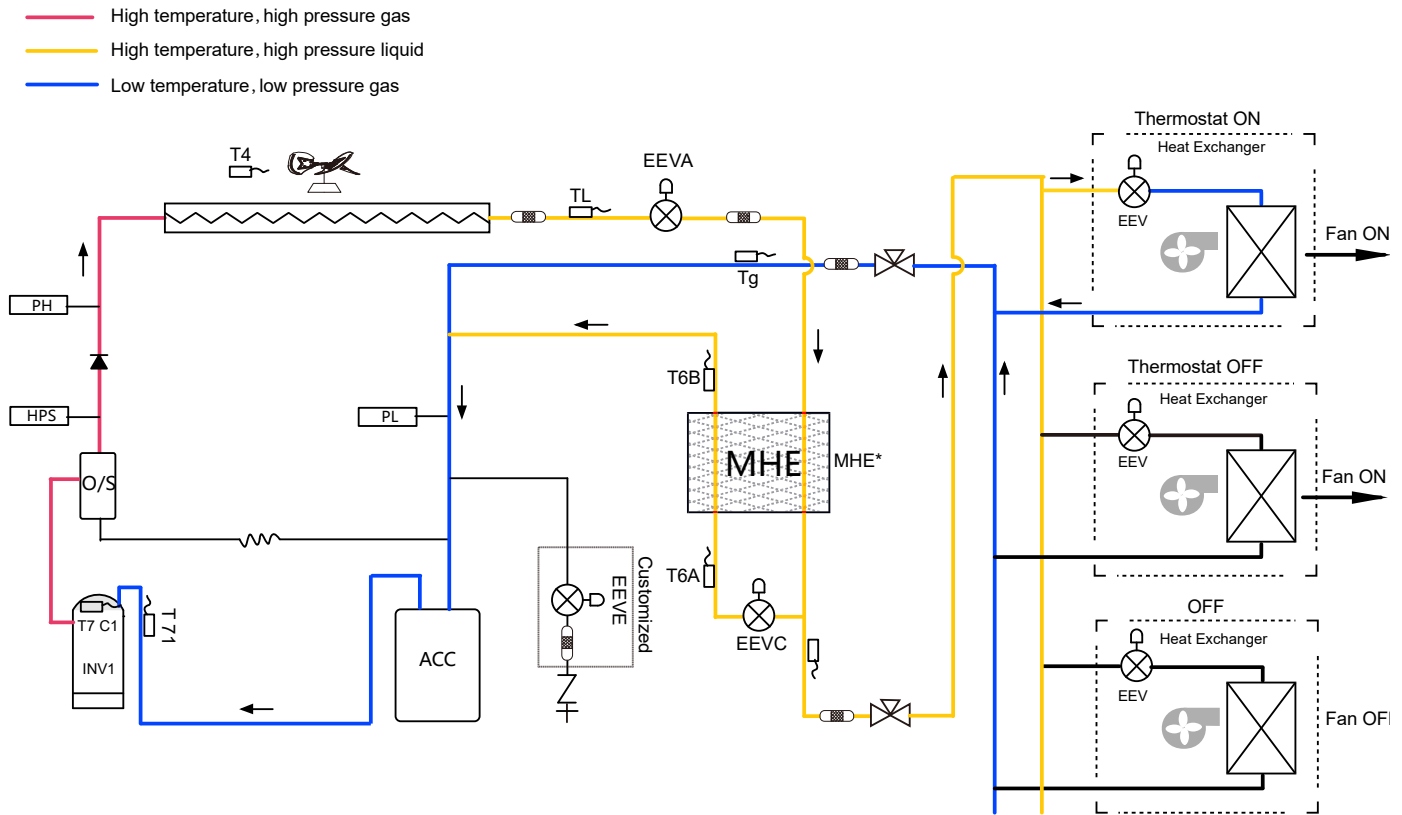 High temperature, high pressure gas
High temperature, high pressure liquid
Low temperature, low pressure gas
Thermostat ON
Heat Exchanger
T4
EEVA
TL
EEV
Fan ON
Tg
PH
Thermostat OFF
Heat Exchanger
T6B
HPS
PL
EEV
MHE
MHE*
Fan ON
O/S
T6A
Customized
EEVE
T71
T7 C1
EEVC
OFF
Heat Exchanger
INV1
ACC
EEV
Fan OF